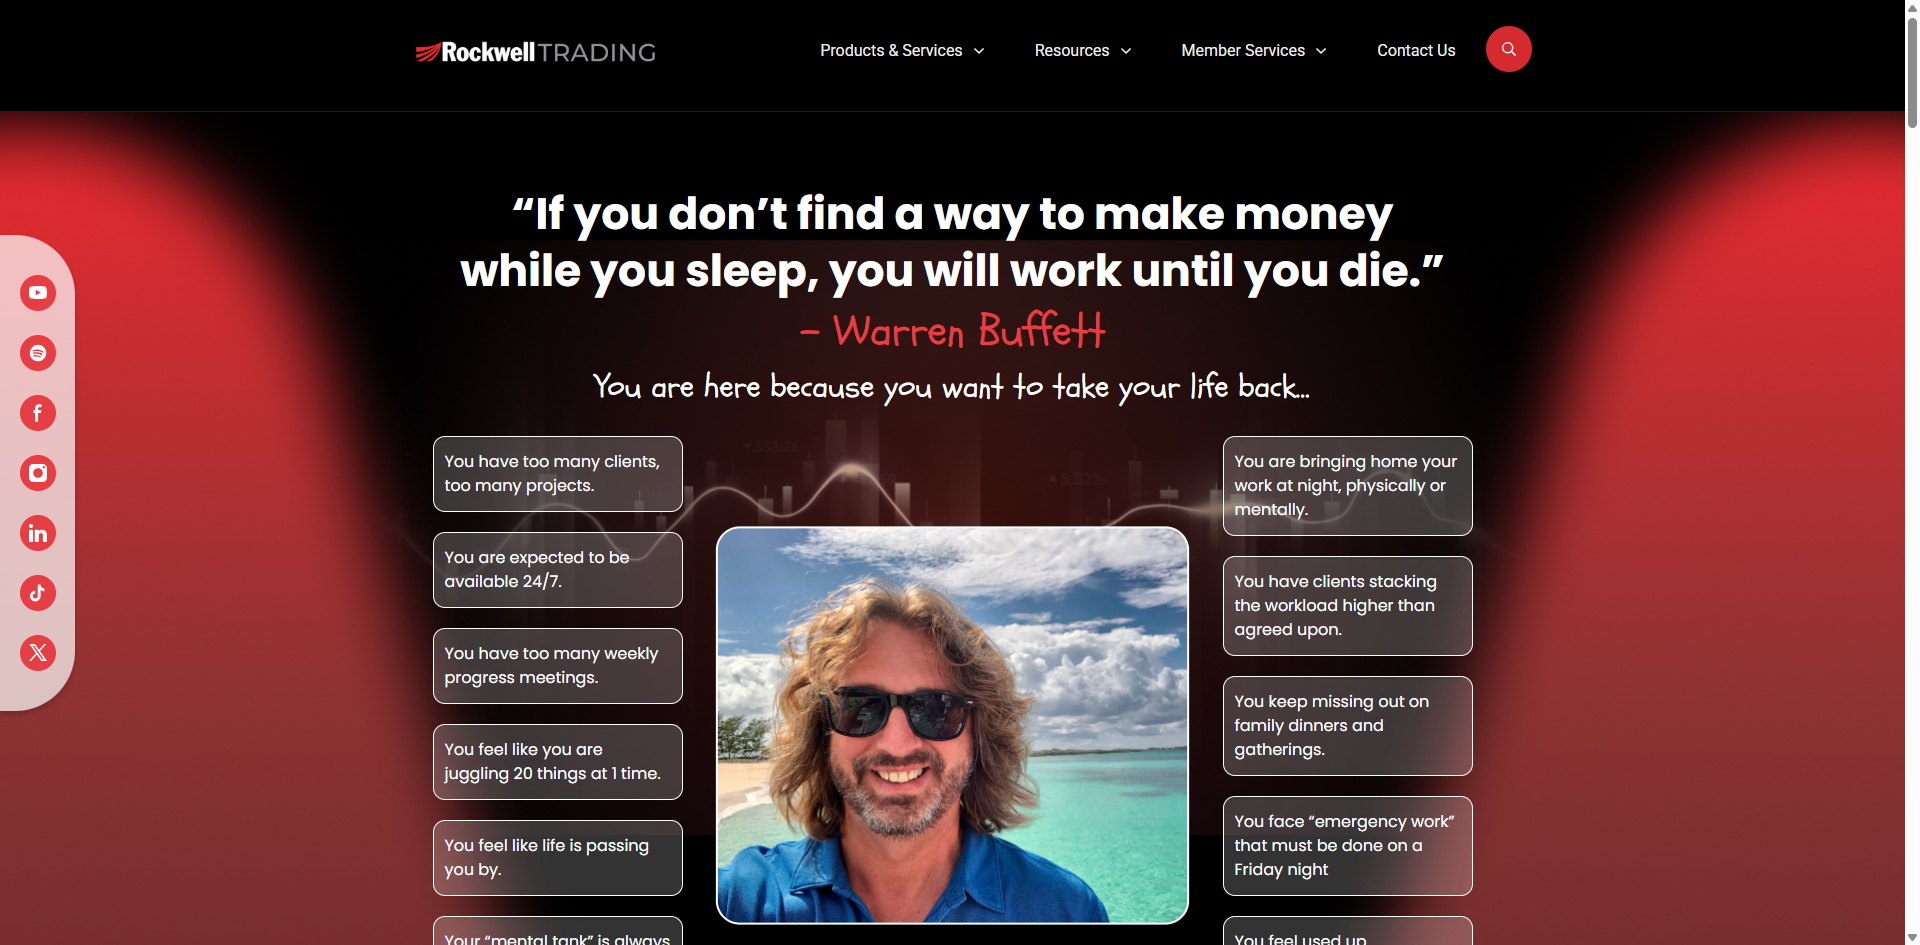 Rockwell TRADING
Products & Services
Resources
Member Services
Contact Us
“If you don’t find a way to make money
while you sleep, you will work until you die.”
– Warren Buffett
You are here because you want to take your life back...
You have too many clients,
too many projects.
You are expected to be
available 24/7.
You have too many weekly
progress meetings.
You feel like you are
juggling 20 things at 1 time.
You feel like life is passing
you by.
Your “mental tank” is always
358.26
5.52%
You are bringing home your
work at night, physically or
mentally.
You have clients stacking
the workload higher than
agreed upon.
You keep missing out on
family dinners and
gatherings.
You face “emergency work”
that must be done on a
Friday night
You feel used up